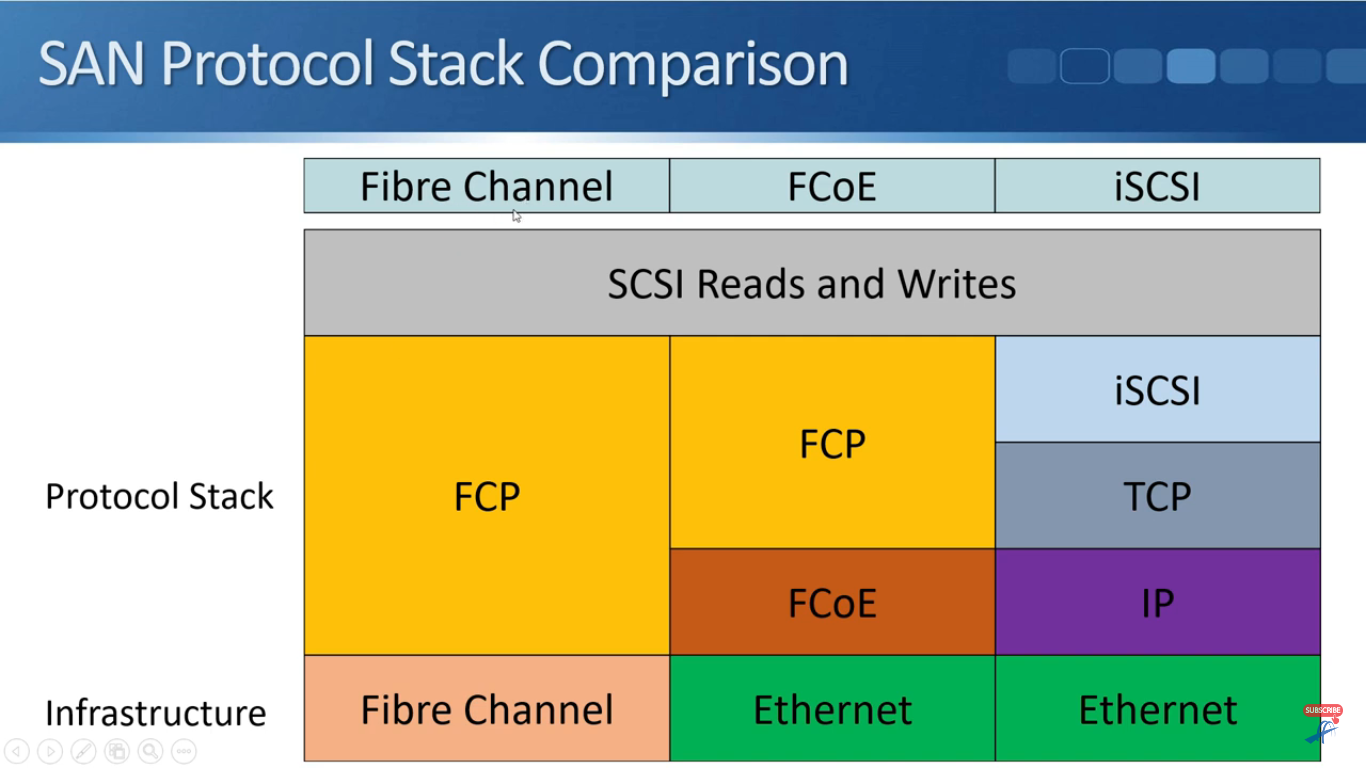 SAN Protocol Stack Comparison
Fibre Channel FCoE iSCSI
SCSI Reads and Writes
iSCSI
FCP
Protocol Stack FCP TCP
FCoE IP
Infrastructure Fibre Channel Ethernet Ethernet
SUBSCRIBE